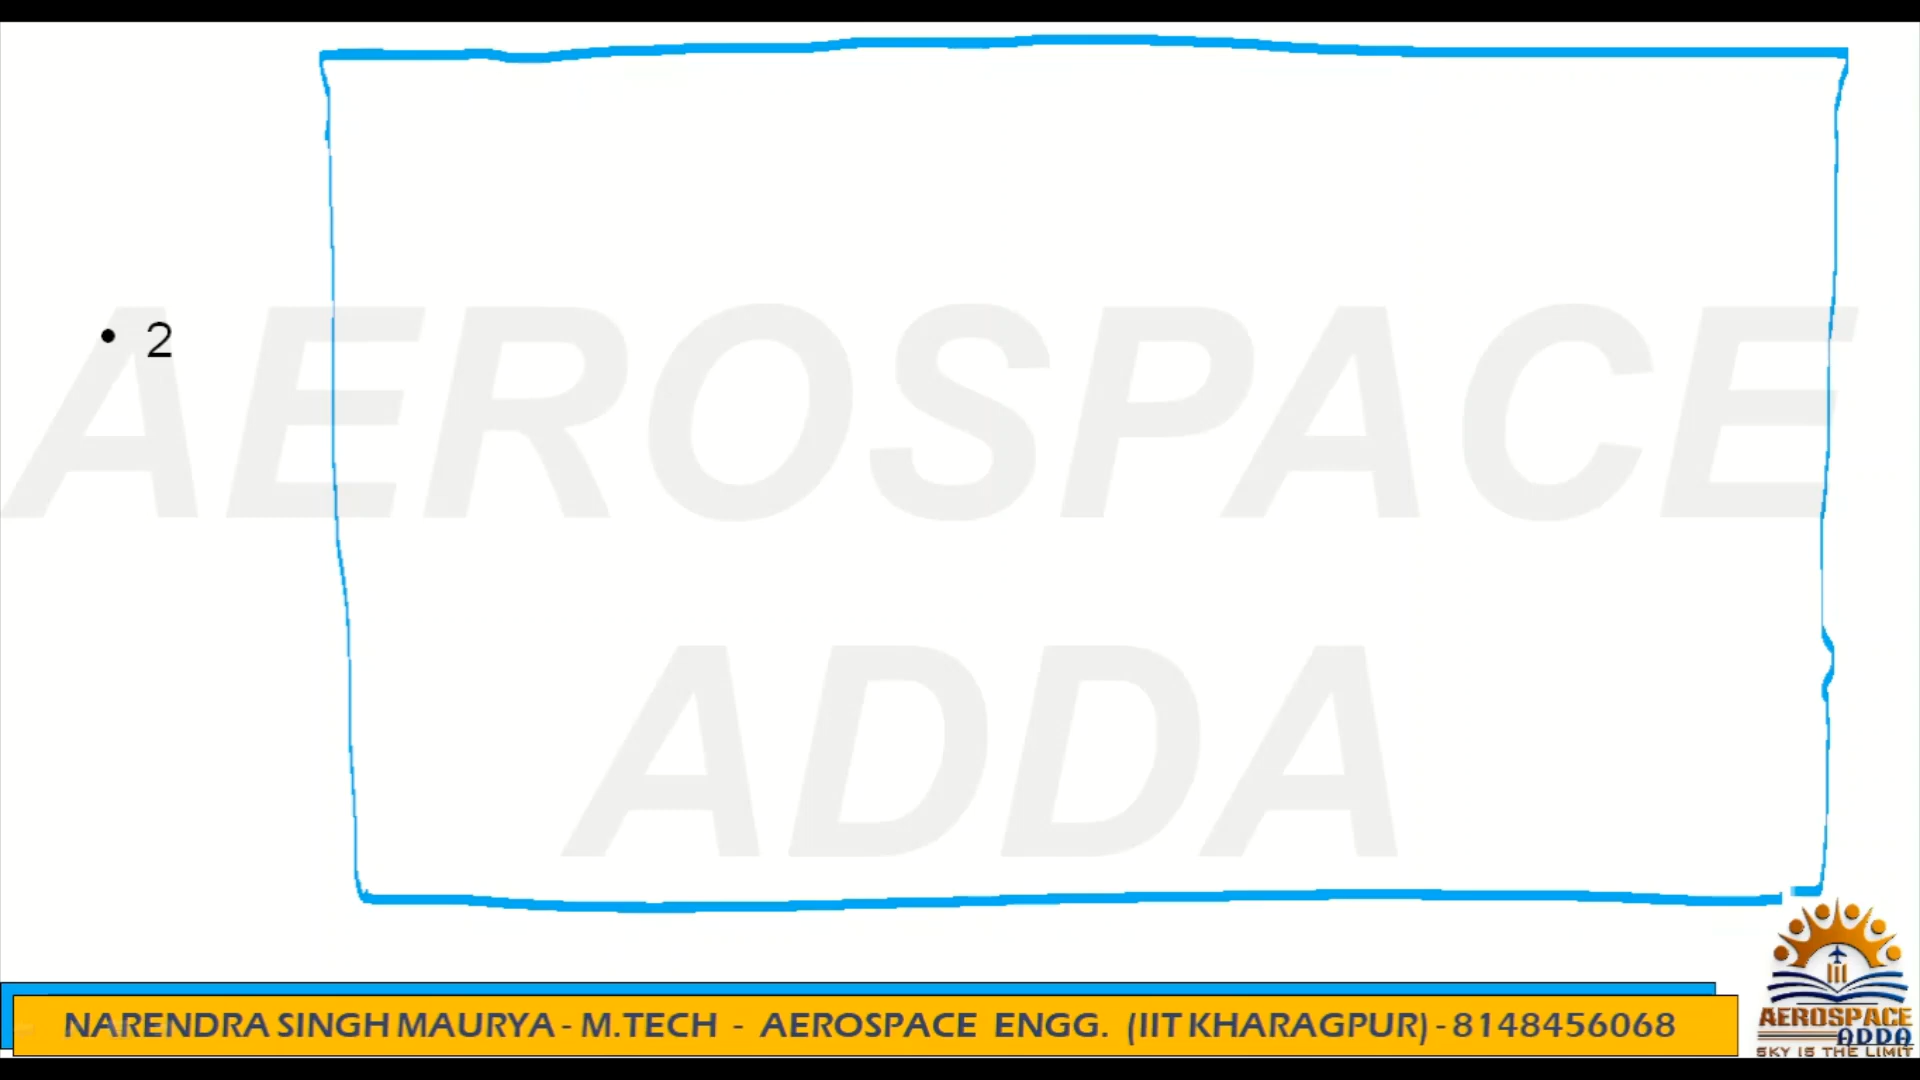 • 2
AEROSPACE
ADDA
NARENDRA SINGH MAURYA - M.TECH - AEROSPACE ENGG. (IIT KHARAGPUR) - 8148456068
AEROSPACE
ADDA
SKY IS THE LIMIT